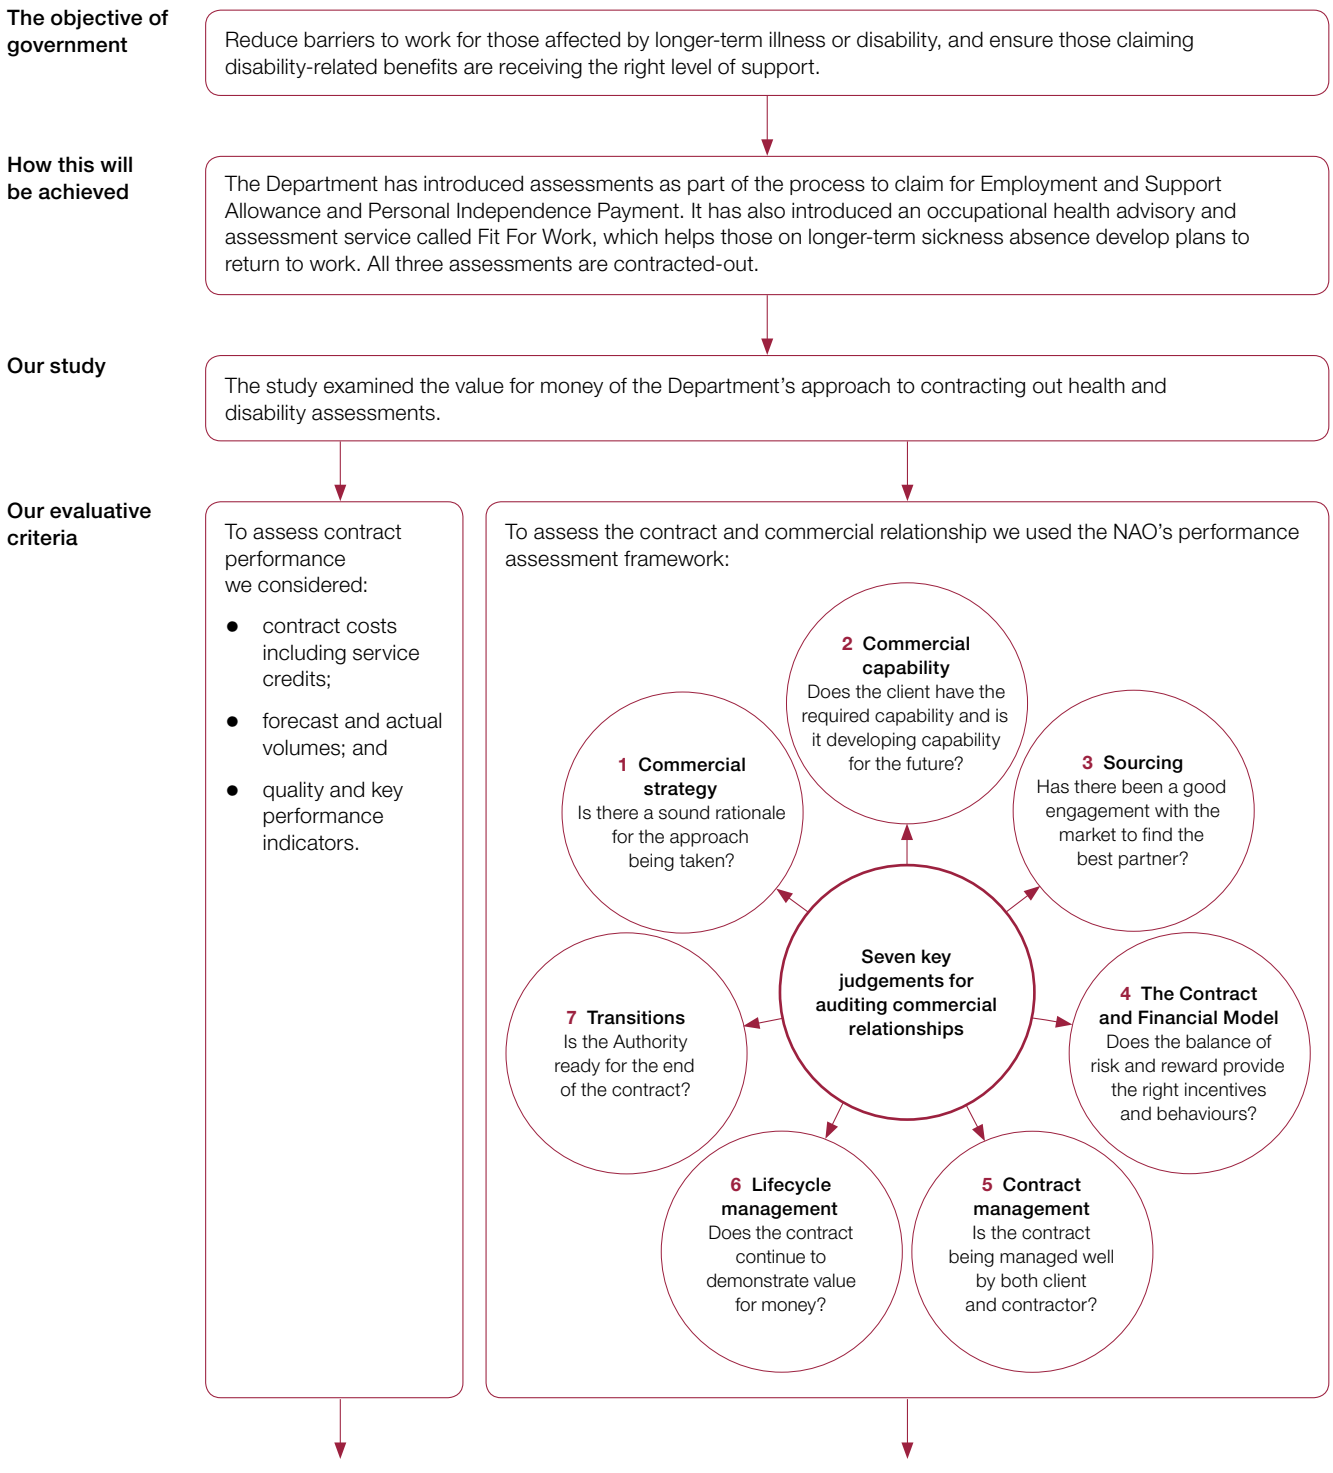 The objective of
government
Reduce barriers to work for those affected by longer-term illness or disability, and ensure those claiming
disability-related benefits are receiving the right level of support.
How this will
be achieved
The Department has introduced assessments as part of the process to claim for Employment and Support
Allowance and Personal Independence Payment. It has also introduced an occupational health advisory and
assessment service called Fit For Work, which helps those on longer-term sickness absence develop plans to
return to work. All three assessments are contracted-out.
Our study
The study examined the value for money of the Department’s approach to contracting out health and
disability assessments.
Our evaluative
criteria
To assess contract
performance
we considered:
● contract costs
including service
credits;
● forecast and actual
volumes; and
● quality and key
performance
indicators.
To assess the contract and commercial relationship we used the NAO’s performance
assessment framework:
1 Commercial
strategy
Is there a sound rationale
for the approach
being taken?
2 Commercial
capability
Does the client have the
required capability and is
it developing capability
for the future?
3 Sourcing
Has there been a good
engagement with the
market to find the
best partner?
4 The Contract
and Financial Model
Does the balance of
risk and reward provide
the right incentives
and behaviours?
5 Contract
management
Is the contract
being managed well
by both client
and contractor?
6 Lifecycle
management
Does the contract
continue to
demonstrate value
for money?
7 Transitions
Is the Authority
ready for the end
of the contract?
Seven key
judgements for
auditing commercial
relationships